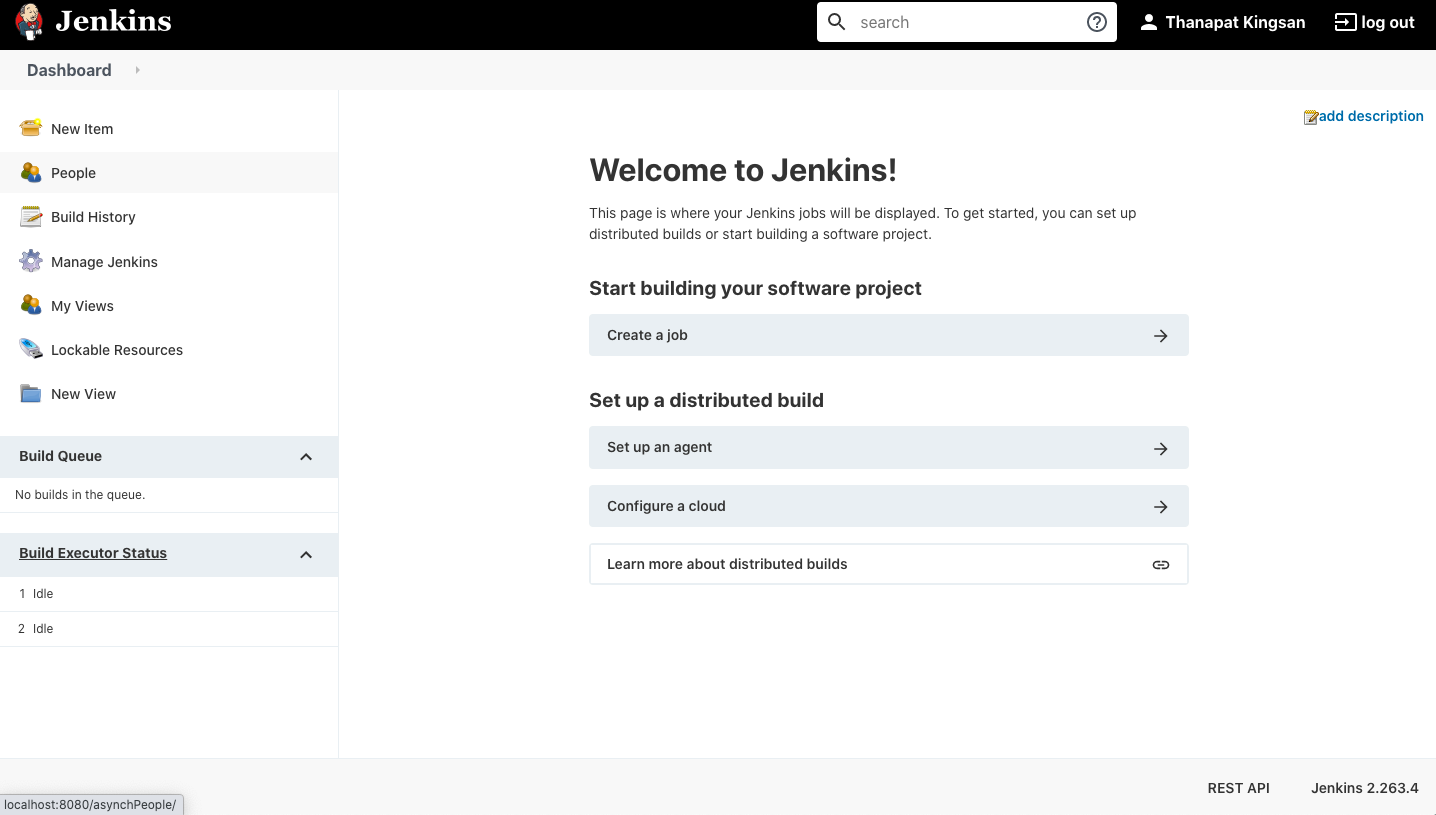 Jenkins
search
Thanapat Kingsan
log out
Dashboard
New Item
People
Build History
Manage Jenkins
My Views
Lockable Resources
New View
Build Queue
No builds in the queue.
Build Executor Status
1 Idle
2 Idle
add description
Welcome to Jenkins!
This page is where your Jenkins jobs will be displayed. To get started, you can set up
distributed builds or start building a software project.
Start building your software project
Create a job
Set up a distributed build
Set up an agent
Configure a cloud
Learn more about distributed builds
REST API
Jenkins 2.263.4
localhost:8080/asynchPeople/